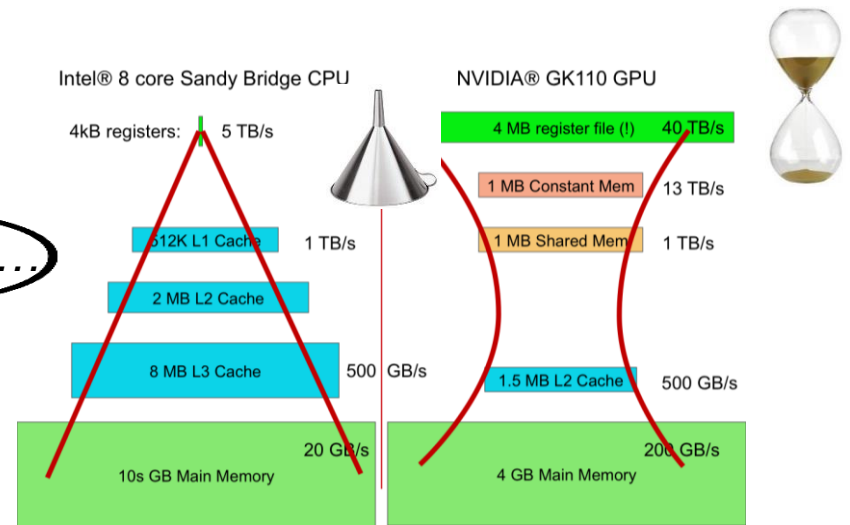 Intel® 8 core Sandy Bridge CPU
4kB registers: 5 TB/s
512K L1 Cache 1 TB/s
2 MB L2 Cache
8 MB L3 Cache 500 GB/s
20 GB/s
10s GB Main Memory
NVIDIA® GK110 GPU
4 MB register file (!) 40 TB/s
1 MB Constant Mem 13 TB/s
1 MB Shared Mem 1 TB/s
1.5 MB L2 Cache 500 GB/s
200 GB/s
4 GB Main Memory
...